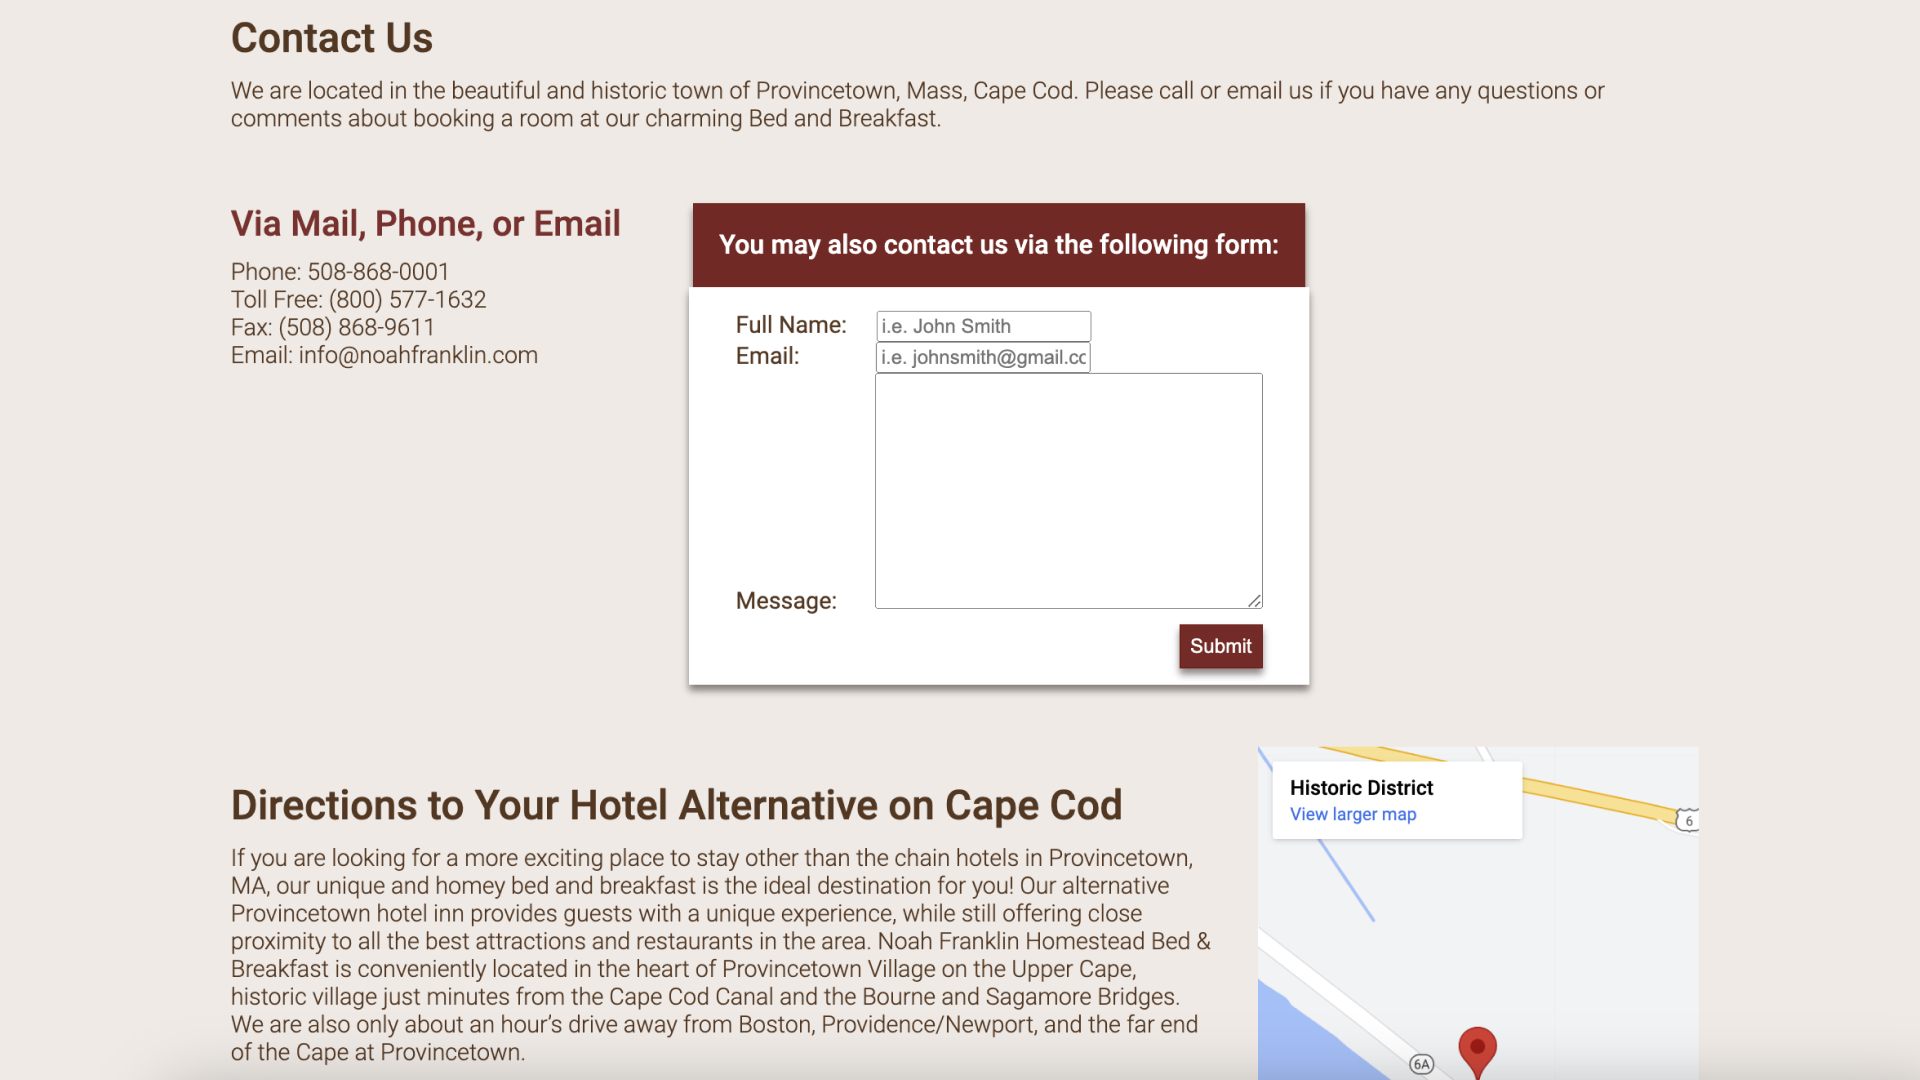 Contact Us
We are located in the beautiful and historic town of Provincetown, Mass, Cape Cod. Please call or email us if you have any questions or
comments about booking a room at our charming Bed and Breakfast.
Via Mail, Phone, or Email
Phone: 508-868-0001
Toll Free: (800) 577-1632
Fax: (508) 868-9611
Email: info@noahfranklin.com
You may also contact us via the following form:
Full Name: i.e. John Smith
Email: i.e. johnsmith@gmail.cc
Message:
Submit
Directions to Your Hotel Alternative on Cape Cod
If you are looking for a more exciting place to stay other than the chain hotels in Provincetown,
MA, our unique and homey bed and breakfast is the ideal destination for you! Our alternative
Provincetown hotel inn provides guests with a unique experience, while still offering close
proximity to all the best attractions and restaurants in the area. Noah Franklin Homestead Bed &
Breakfast is conveniently located in the heart of Provincetown Village on the Upper Cape,
historic village just minutes from the Cape Cod Canal and the Bourne and Sagamore Bridges.
We are also only about an hour’s drive away from Boston, Providence/Newport, and the far end
of the Cape at Provincetown.
Historic District
View larger map
6
6A